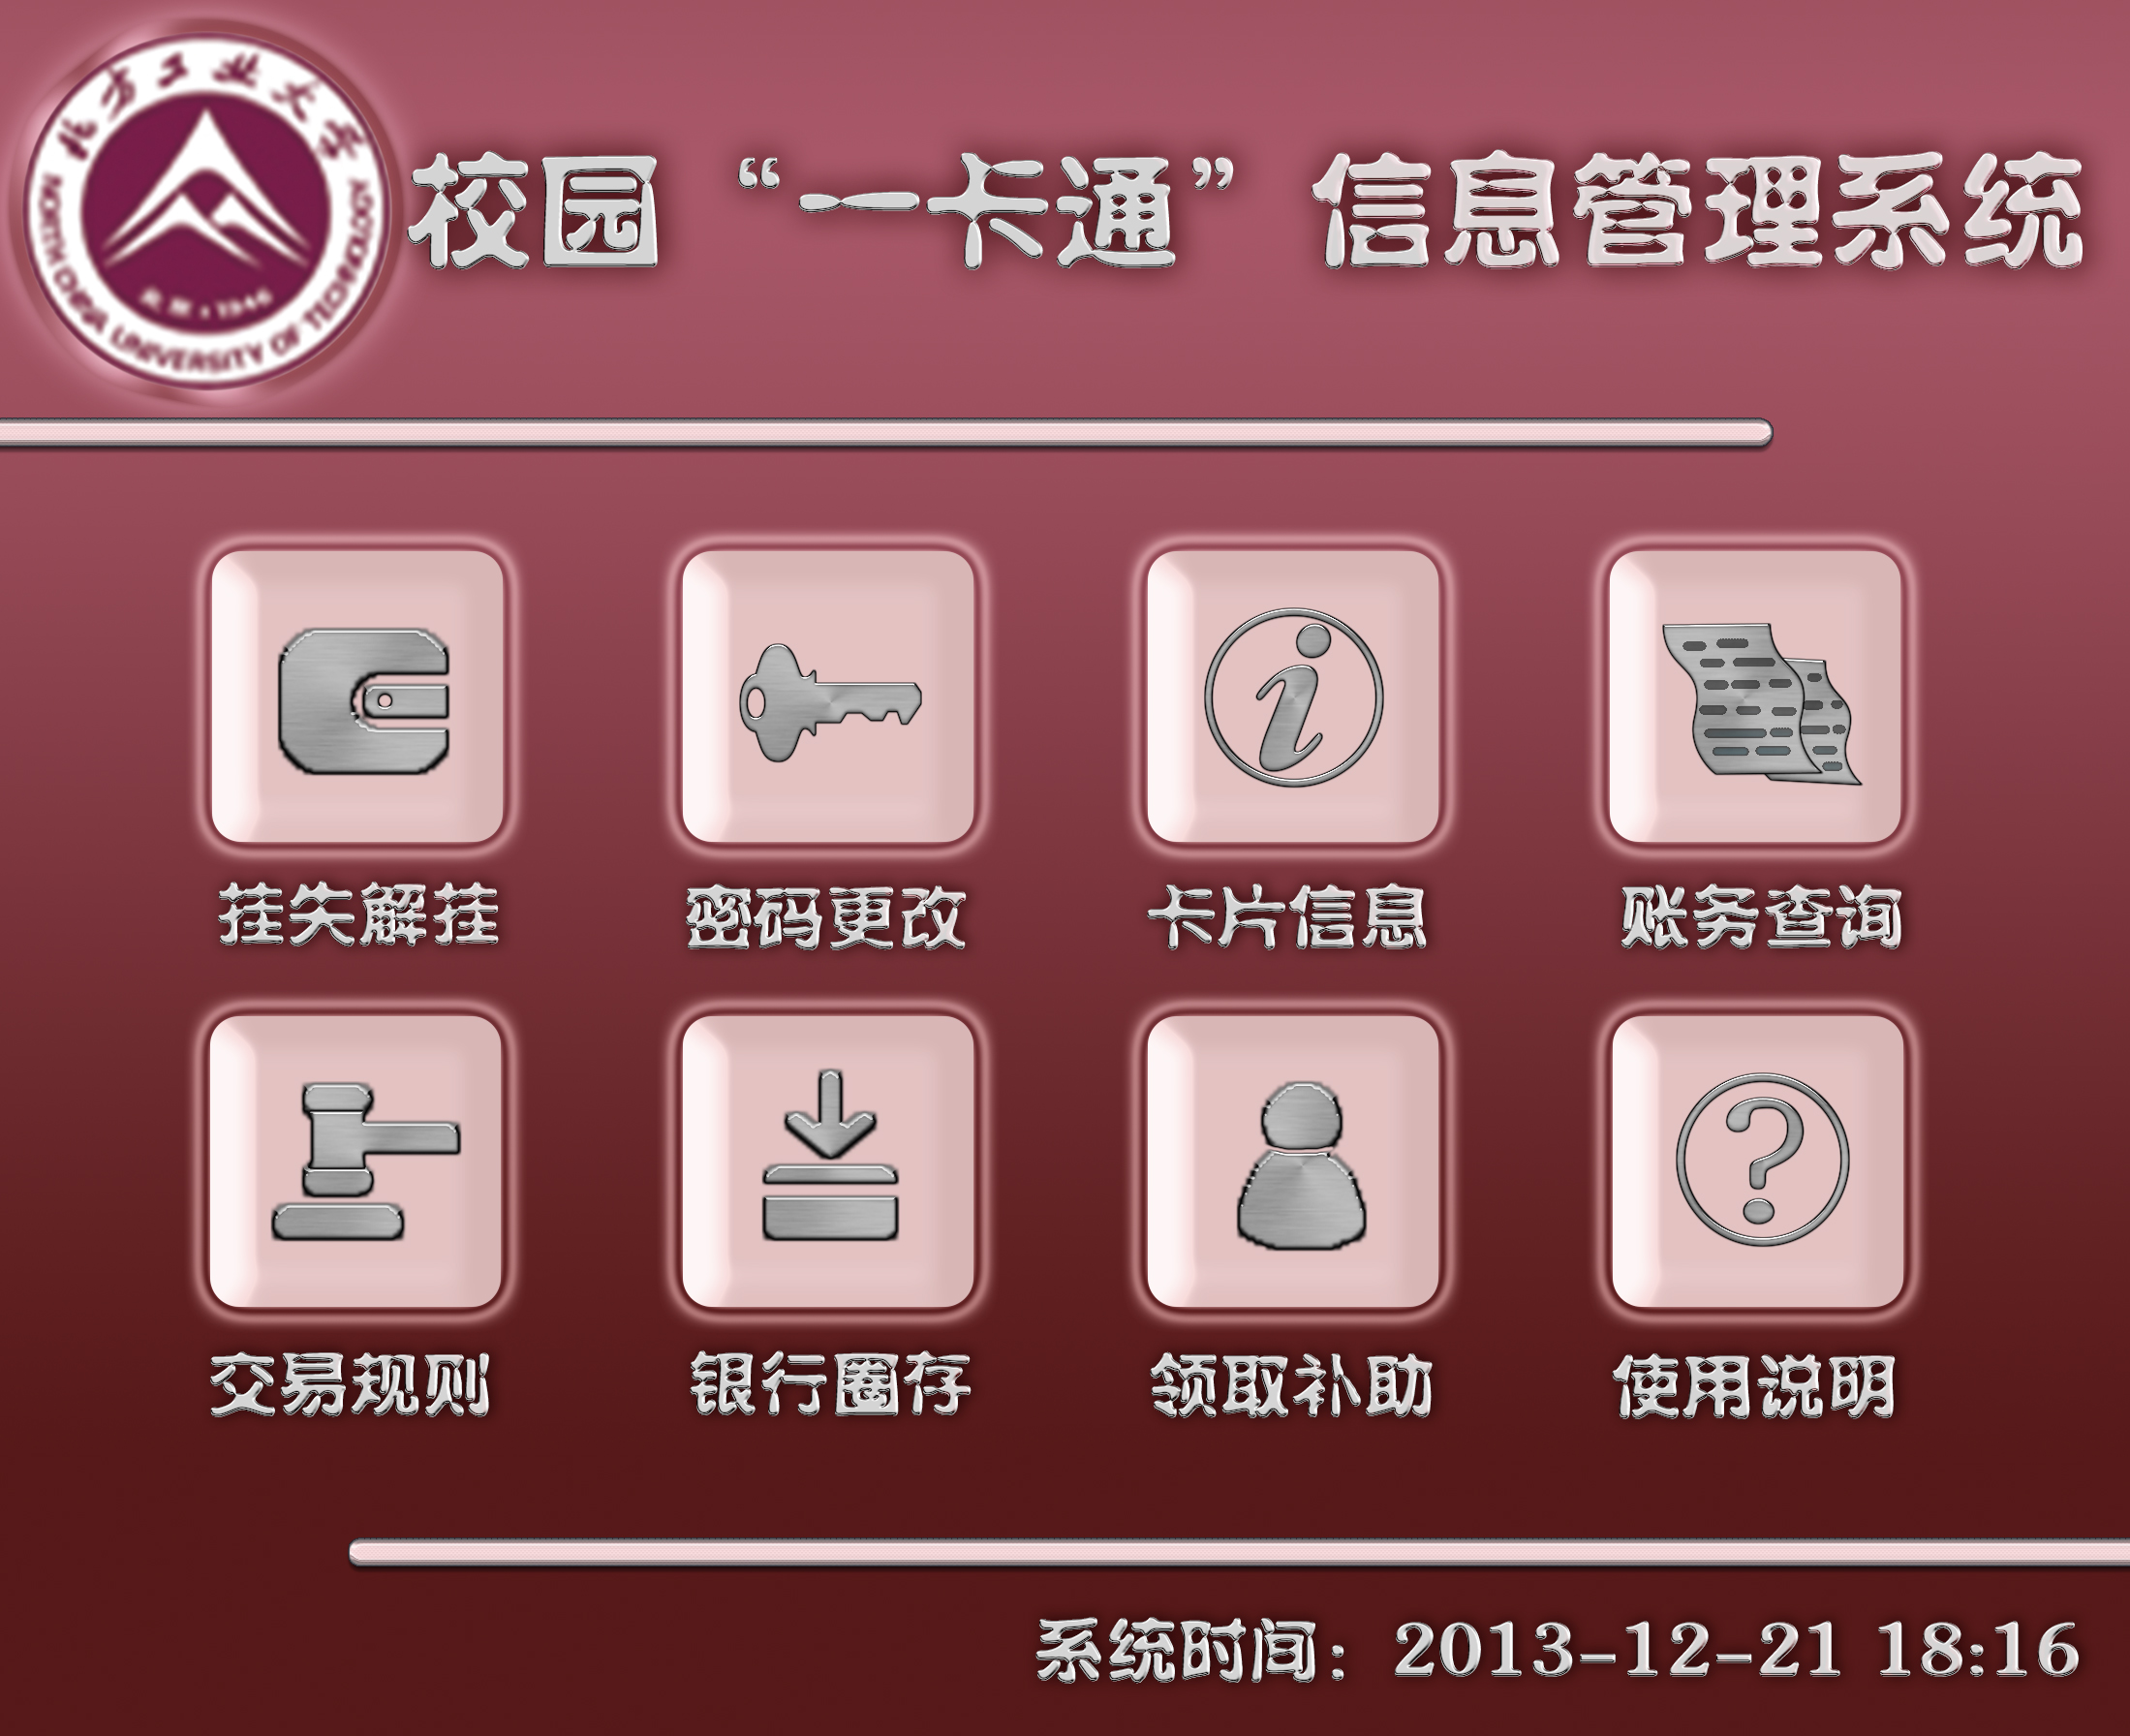 北方工业大学
NORTH CHINA UNIVERSITY OF TECHNOLOGY
北京·1946
校园“一卡通”信息管理系统
挂失解挂 密码更改 卡片信息 账务查询
交易规则 银行圈存 领取补助 使用说明
系统时间：2013-12-21 18:16